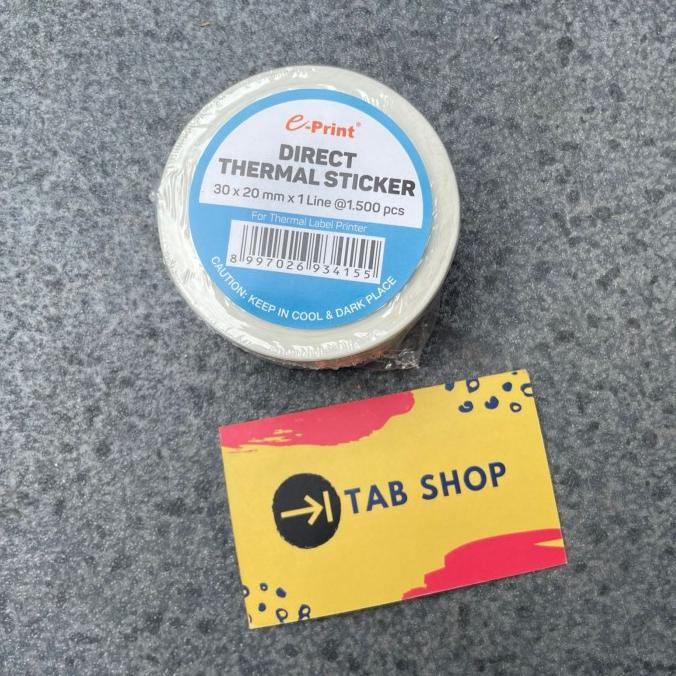 e-Print®
DIRECT
THERMAL STICKER
30 x 20 mm x 1 Line @1.500 pcs
For Thermal Label Printer
8 997026 934155
CAUTION: KEEP IN COOL & DARK PLACE
TAB SHOP